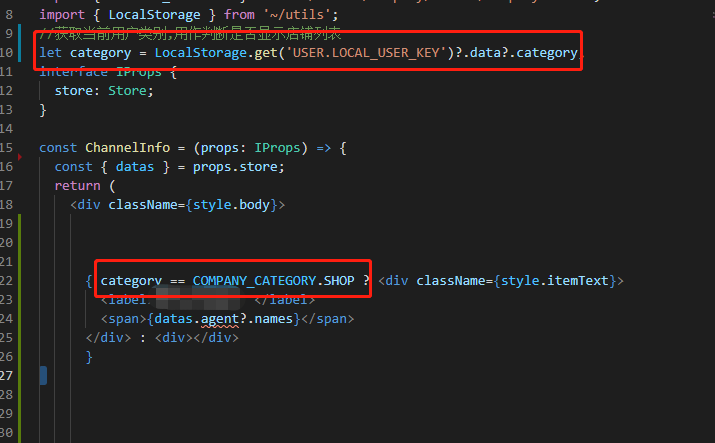 8 import { LocalStorage } from '~/utils';
9 //获取当前用户类别,用作判断是否显示店铺列表
10 let category = LocalStorage.get('USER.LOCAL_USER_KEY')?.data?.category
11 interface IProps {
12 store: Store;
13 }
14
15 const ChannelInfo = (props: IProps) => {
16 const { datas } = props.store;
17 return (
18 <div className={style.body}>
19
20
21
22 { category == COMPANY_CATEGORY.SHOP ? <div className={style.itemText}>
23 <label </label>
24 <span>{datas.agent?.names}</span>
25 </div> : <div></div>
26 }
27
28
29
30